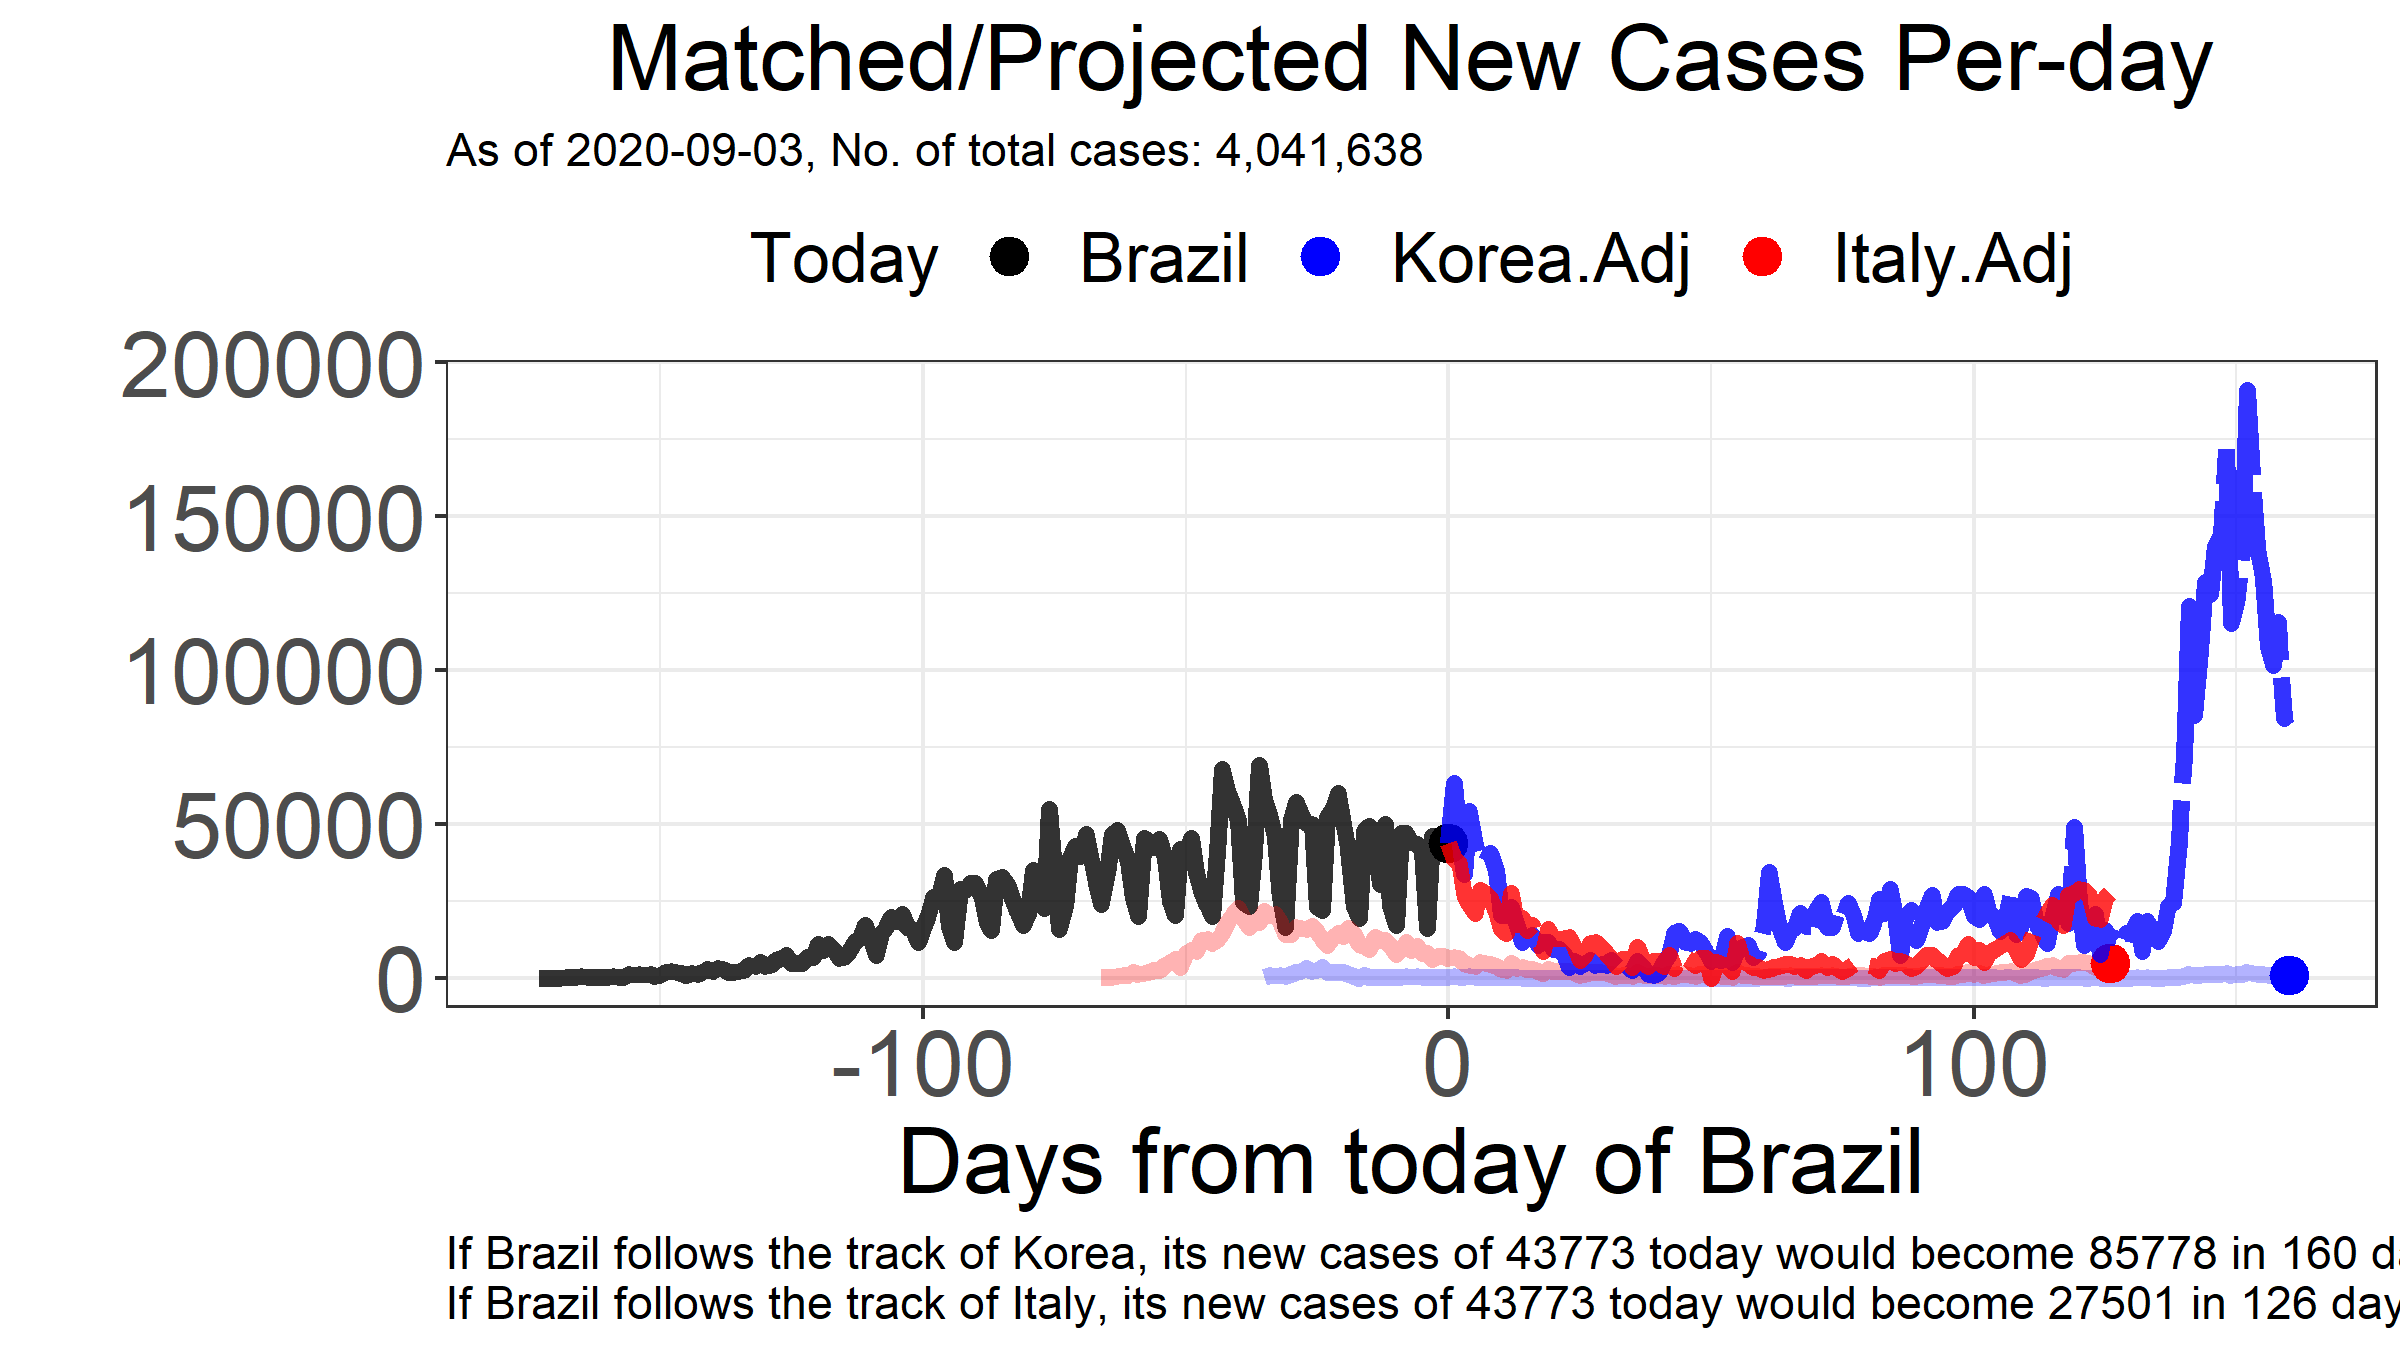 Matched/Projected New Cases Per-day
As of 2020-09-03, No. of total cases: 4,041,638
Today Brazil Korea.Adj Italy.Adj
200000
150000
100000
50000
0
-100 0 100
Days from today of Brazil
If Brazil follows the track of Korea, its new cases of 43773 today would become 85778 in 160
If Brazil follows the track of Italy, its new cases of 43773 today would become 27501 in 126